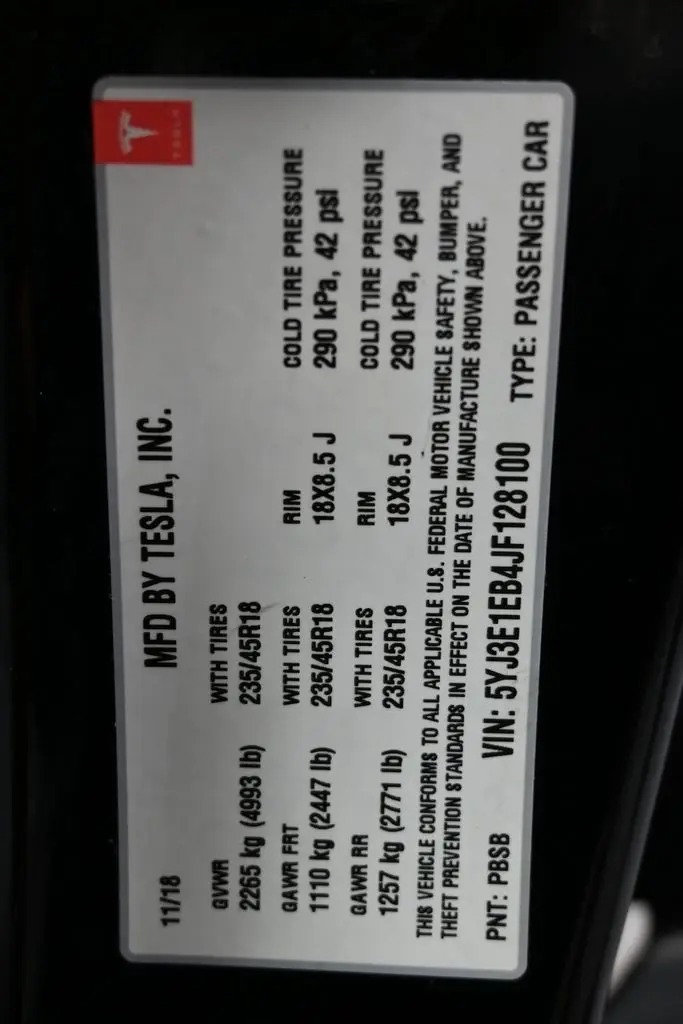 TESLA
11/18 MFD BY TESLA, INC.
GVWR WITH TIRES
2265 kg (4993 lb) 235/45R18
GAWR FRT WITH TIRES RIM COLD TIRE PRESSURE
1110 kg (2447 lb) 235/45R18 18X8.5 J 290 kPa, 42 psi
GAWR RR WITH TIRES RIM COLD TIRE PRESSURE
1257 kg (2771 lb) 235/45R18 18X8.5 J 290 kPa, 42 psi
THIS VEHICLE CONFORMS TO ALL APPLICABLE U.S. FEDERAL MOTOR VEHICLE SAFETY, BUMPER, AND
THEFT PREVENTION STANDARDS IN EFFECT ON THE DATE OF MANUFACTURE SHOWN ABOVE.
PNT: PBSB VIN: 5YJ3E1EB4JF128100 TYPE: PASSENGER CAR